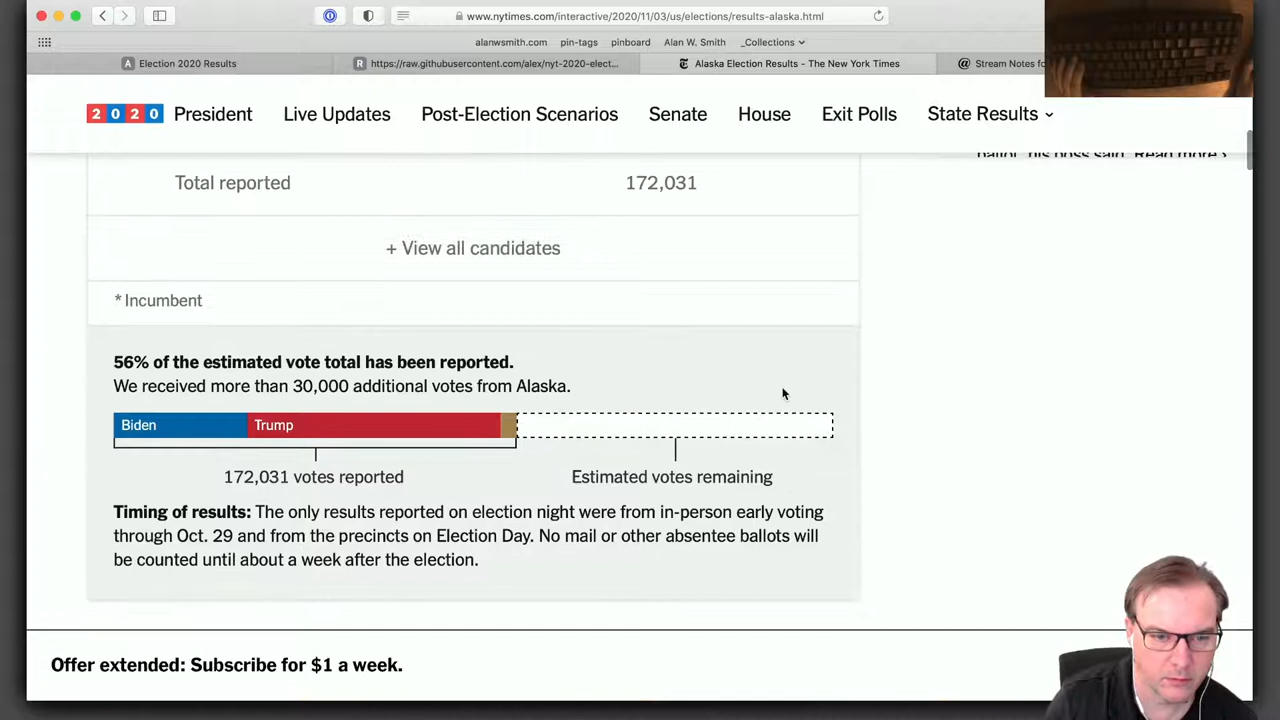 www.nytimes.com/interactive/2020/11/03/us/elections/results-alaska.html
alanwsmith.com pin-tags pinboard Alan W. Smith _Collections
A Election 2020 Results R https://raw.githubusercontent.com/alex/nyt-2020-elect... Alaska Election Results - The New York Times @ Stream Notes fo
2020 President Live Updates Post-Election Scenarios Senate House Exit Polls State Results
ballot, his boss said. Read more ›
Total reported 172,031
+ View all candidates
* Incumbent
56% of the estimated vote total has been reported.
We received more than 30,000 additional votes from Alaska.
Biden Trump
172,031 votes reported Estimated votes remaining
Timing of results: The only results reported on election night were from in-person early voting
through Oct. 29 and from the precincts on Election Day. No mail or other absentee ballots will
be counted until about a week after the election.
Offer extended: Subscribe for $1 a week.